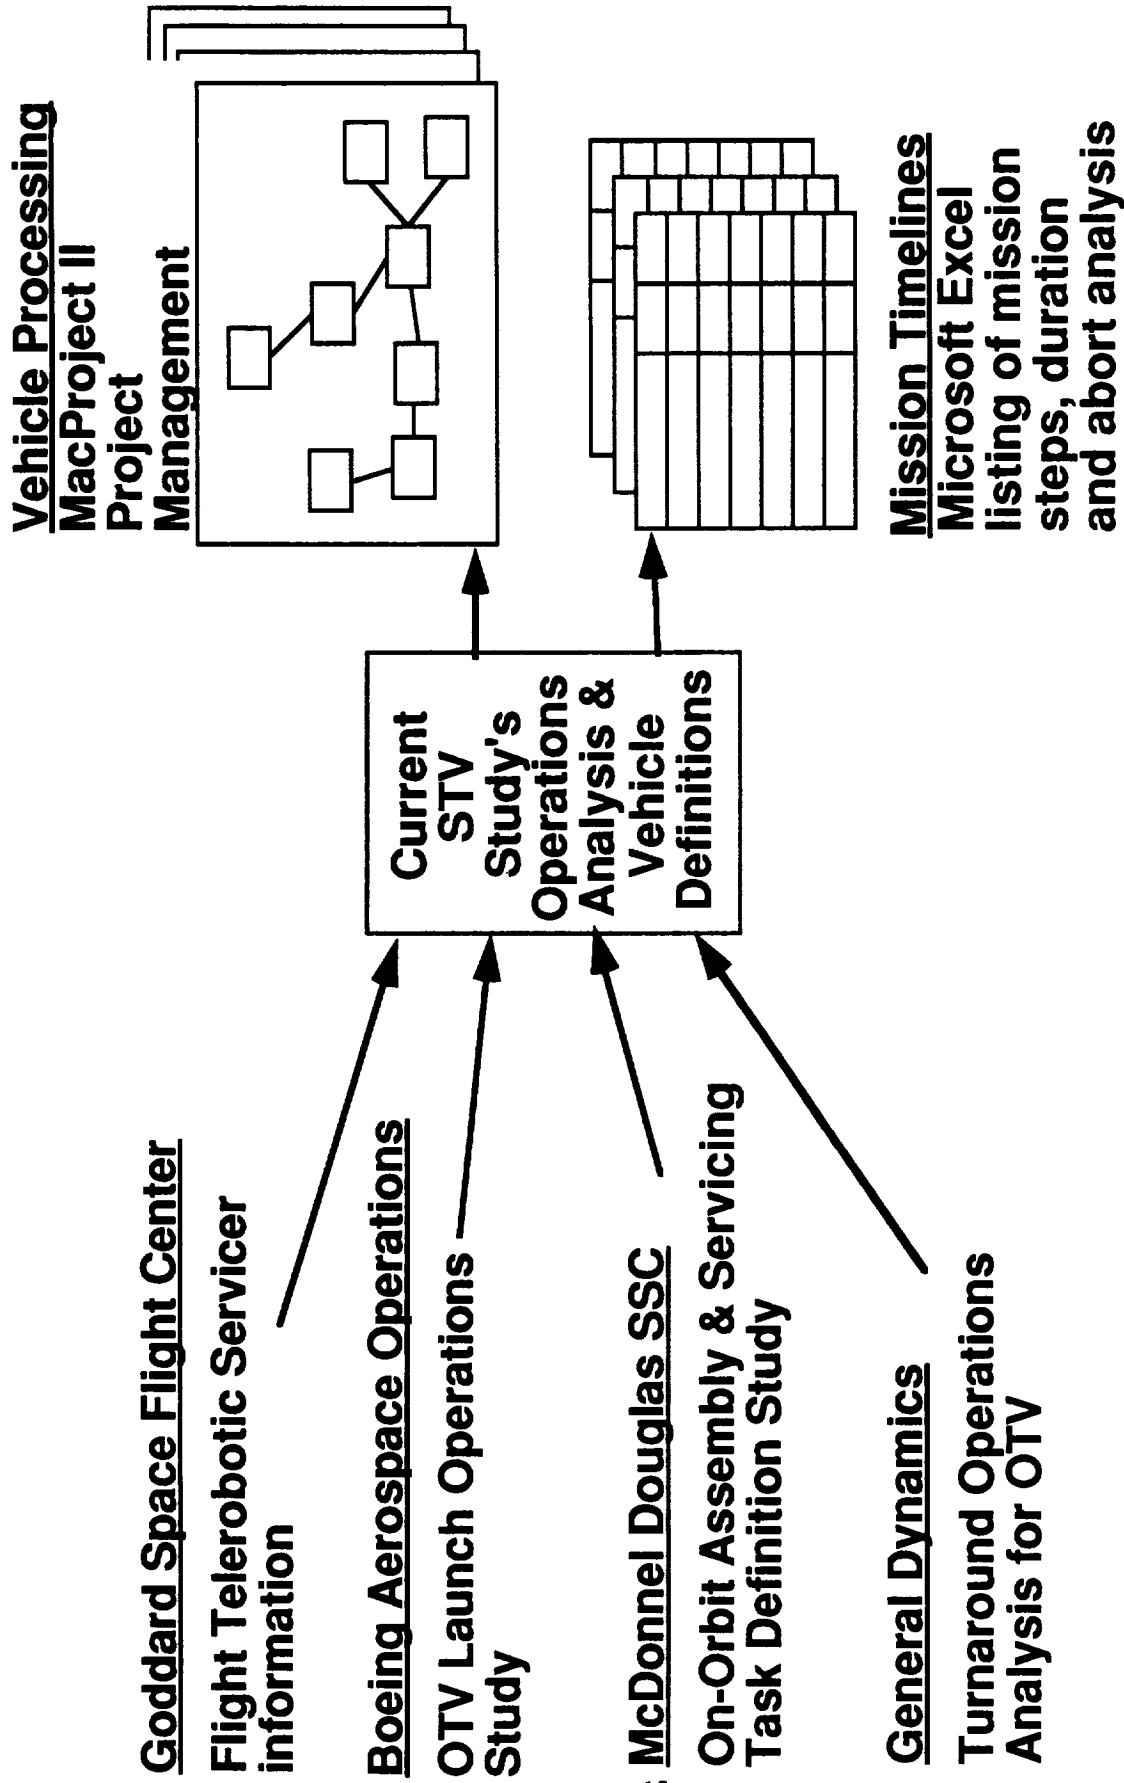 Goddard Space Flight Center
Flight Telerobotic Servicer
information
Boeing Aerospace Operations
OTV Launch Operations
Study
McDonnel Douglas SSC
On-Orbit Assembly & Servicing
Task Definition Study
General Dynamics
Turnaround Operations
Analysis for OTV
Current
STV
Study's
Operations
Analysis &
Vehicle
Definitions
Vehicle Processing
MacProject II
Project
Management
Mission Timelines
Microsoft Excel
listing of mission
steps, duration
and abort analysis